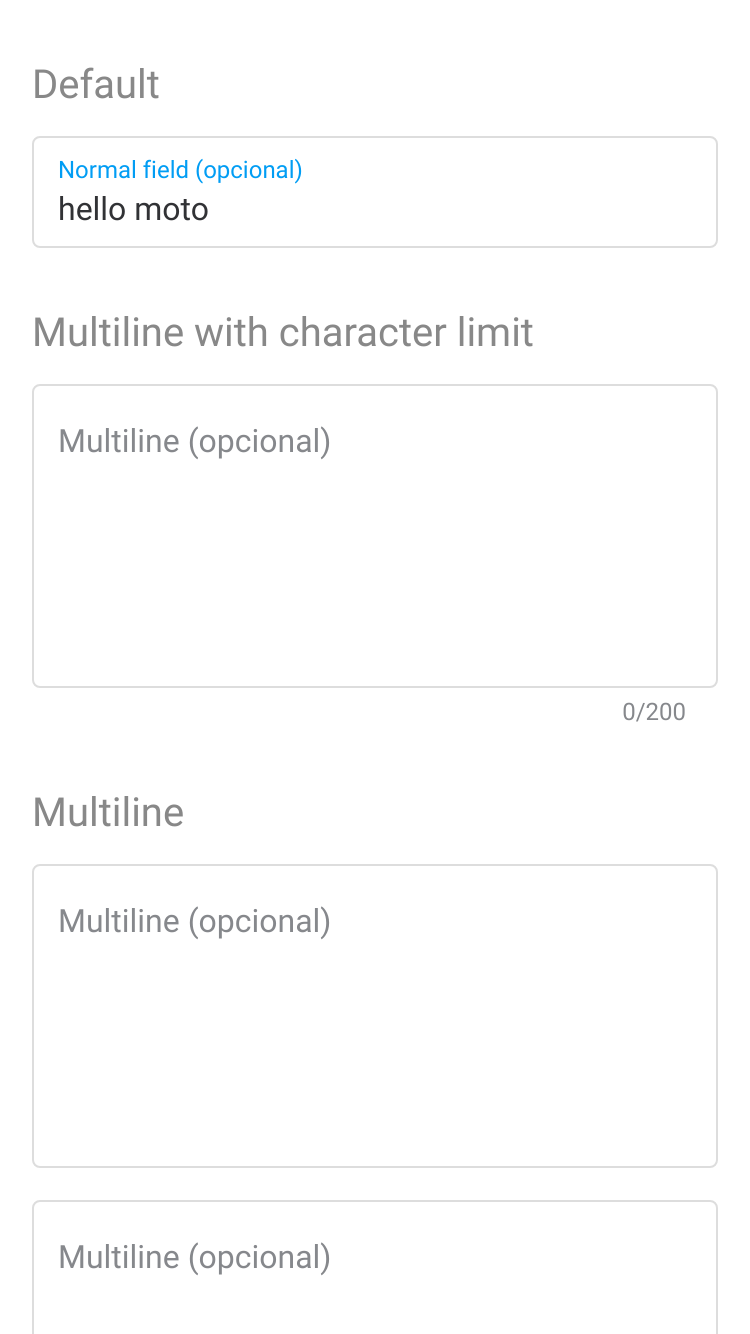 Default
Normal field (opcional)
hello moto
Multiline with character limit
Multiline (opcional)
0/200
Multiline
Multiline (opcional)
Multiline (opcional)